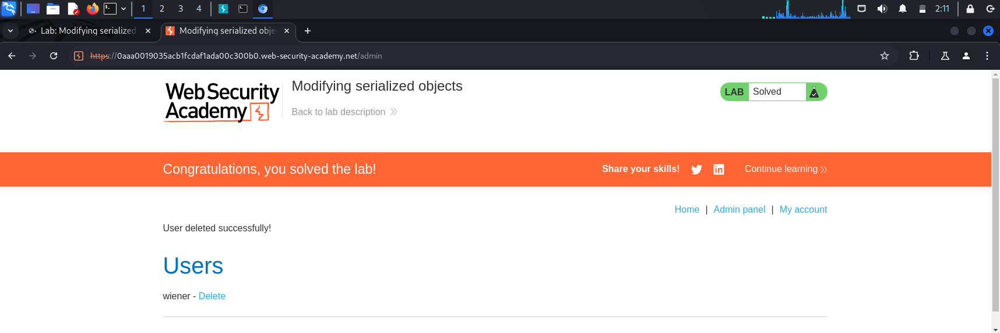 1 2 3 4 2:11
Lab: Modifying serialized
Modifying serialized obje
https://0aaa0019035acb1fcdaf1ada00c300b0.web-security-academy.net/admin
Web Security
Academy
Modifying serialized objects
Back to lab description
LAB Solved
Congratulations, you solved the lab!
Share your skills!
Continue learning
Home | Admin panel | My account
User deleted successfully!
Users
wiener - Delete